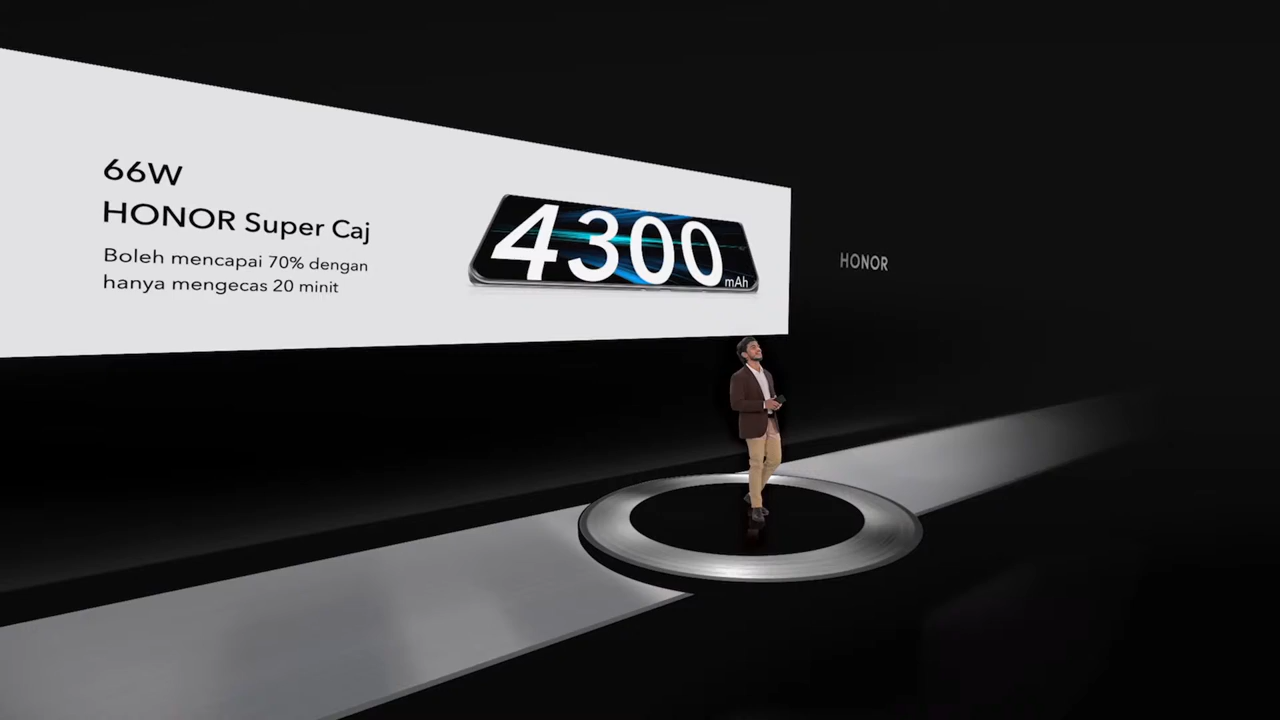 66W
HONOR Super Caj
Boleh mencapai 70% dengan
hanya mengecas 20 minit
4300
mAh
HONOR